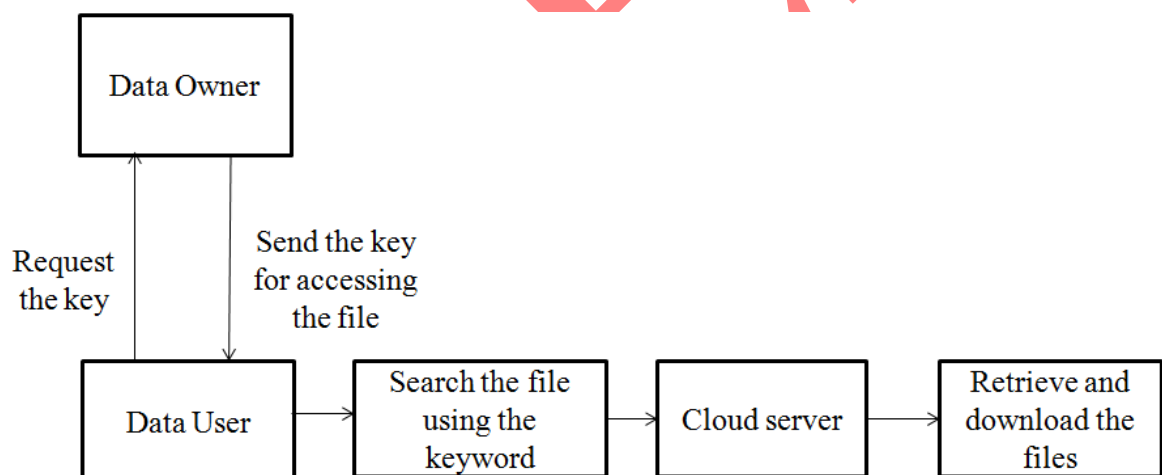 Data Owner
Request
the key
Send the key
for accessing
the file
Data User
Search the file
using the
keyword
Cloud server
Retrieve and
download the
files